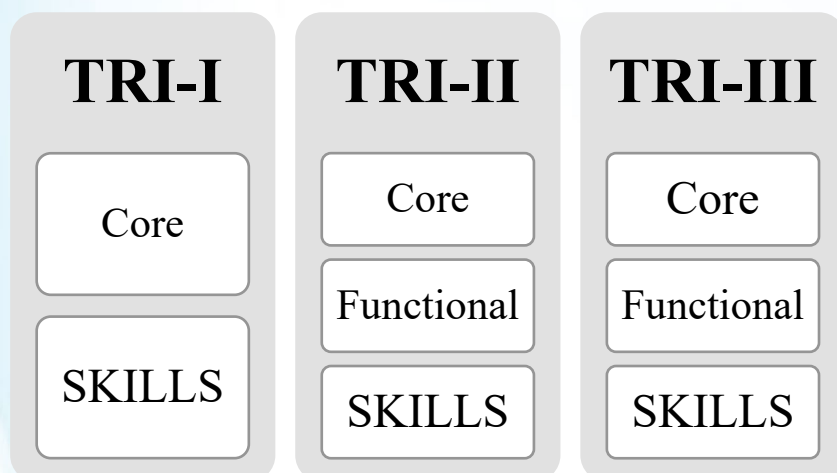 TRI-I
Core
SKILLS
TRI-II
Core
Functional
SKILLS
TRI-III
Core
Functional
SKILLS